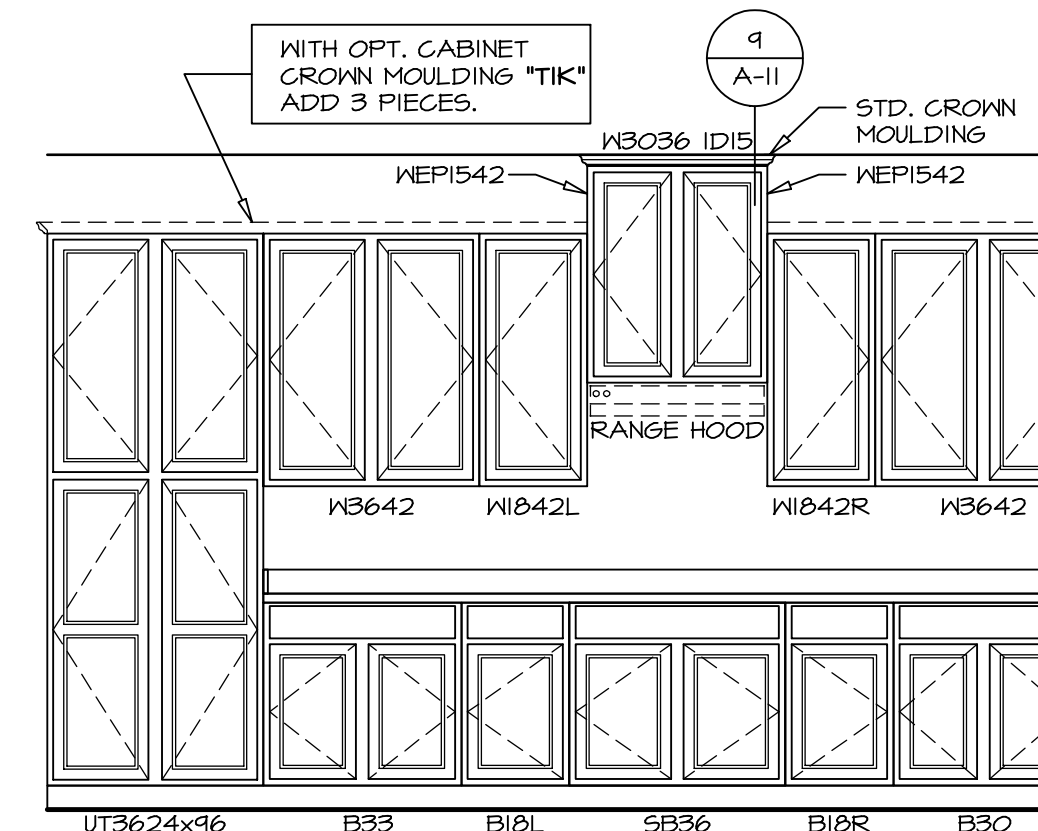 WITH OPT. CABINET
CROWN MOULDING "TIK"
ADD 3 PIECES.
9
A-11
STD. CROWN
MOULDING
W3036 1D15
WEP1542
WEP1542
RANGE HOOD
W3642
W1842L
W1842R
W3642
UT3624x96
B33
B18L
SB36
B18R
B30